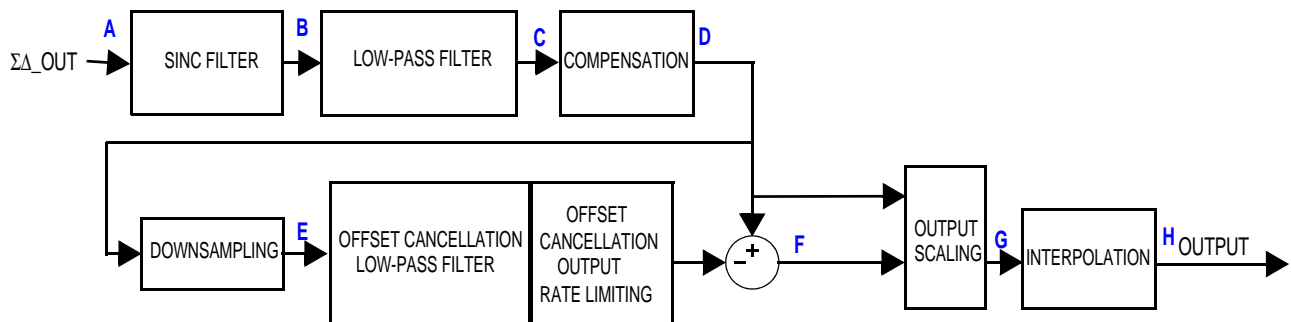 A
B
C
D
ΣΔ_OUT
SINC FILTER
LOW-PASS FILTER
COMPENSATION
DOWNSAMPLING
E
OFFSET CANCELLATION
LOW-PASS FILTER
OFFSET
CANCELLATION
OUTPUT
RATE LIMITING
−
+
F
OUTPUT
SCALING
G
INTERPOLATION
H
OUTPUT